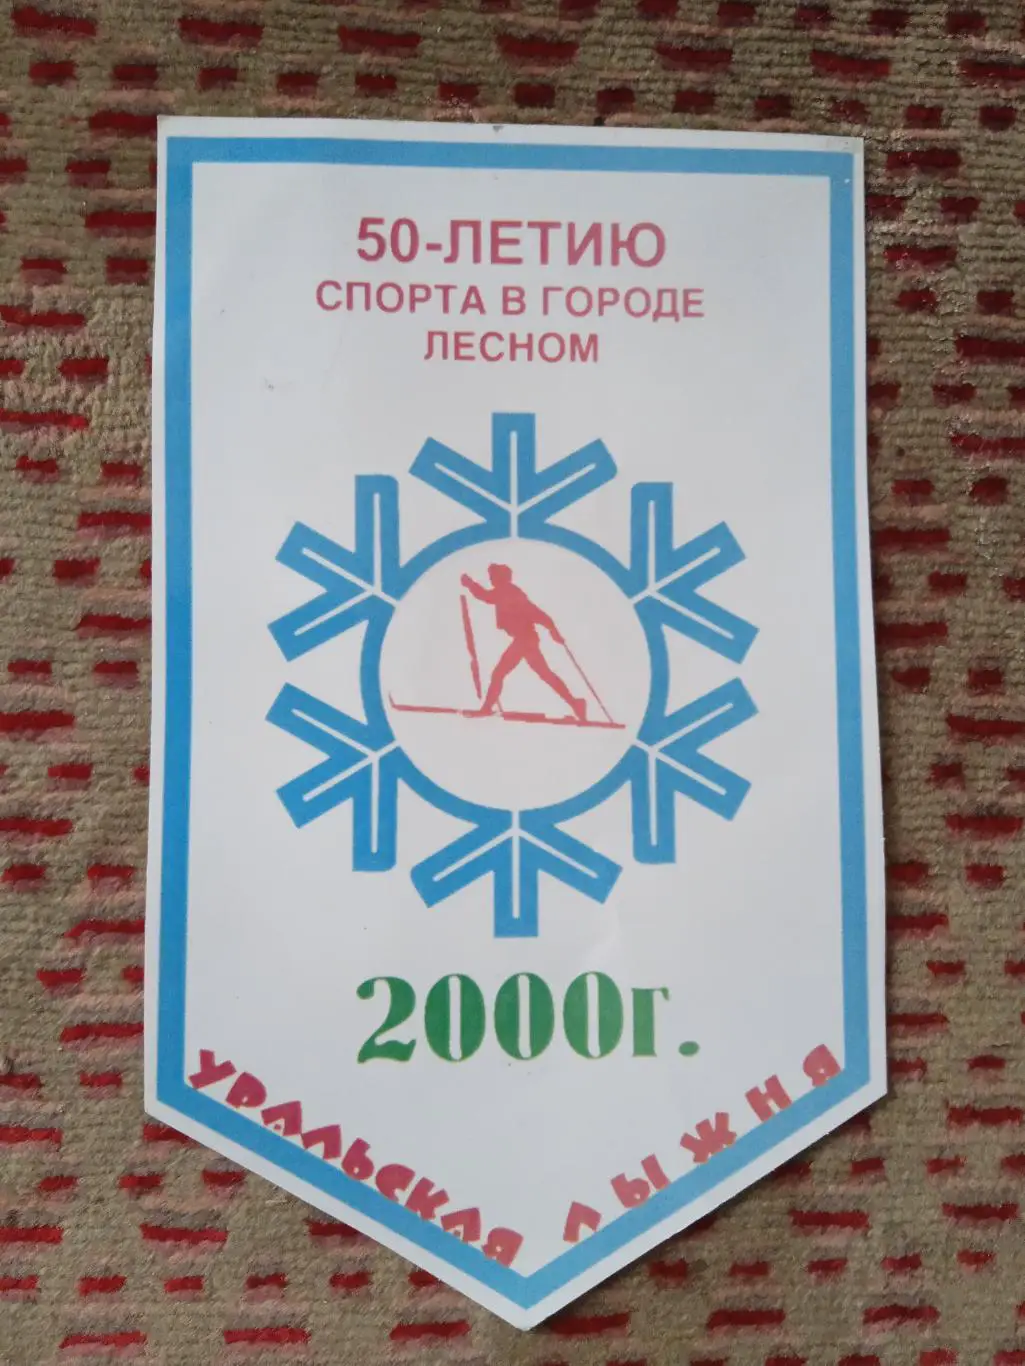 50-ЛЕТИЮ
СПОРТА В ГОРОДЕ
ЛЕСНОМ
2000г.
УРАЛЬСКАЯ ЛЫЖНЯ